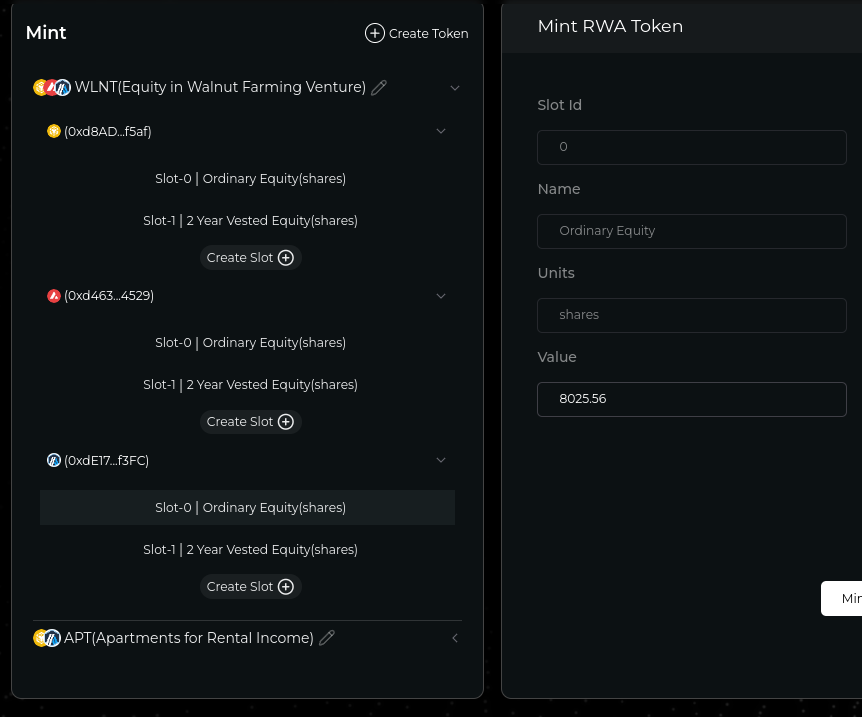 Mint
Create Token
WLNT(Equity in Walnut Farming Venture)
(0xd8AD...f5af)
Slot-0 | Ordinary Equity(shares)
Slot-1 | 2 Year Vested Equity(shares)
Create Slot
(0xd463...4529)
Slot-0 | Ordinary Equity(shares)
Slot-1 | 2 Year Vested Equity(shares)
Create Slot
(0xdE17...f3FC)
Slot-0 | Ordinary Equity(shares)
Slot-1 | 2 Year Vested Equity(shares)
Create Slot
APT(Apartments for Rental Income)
Mint RWA Token
Slot Id
0
Name
Ordinary Equity
Units
shares
Value
8025.56